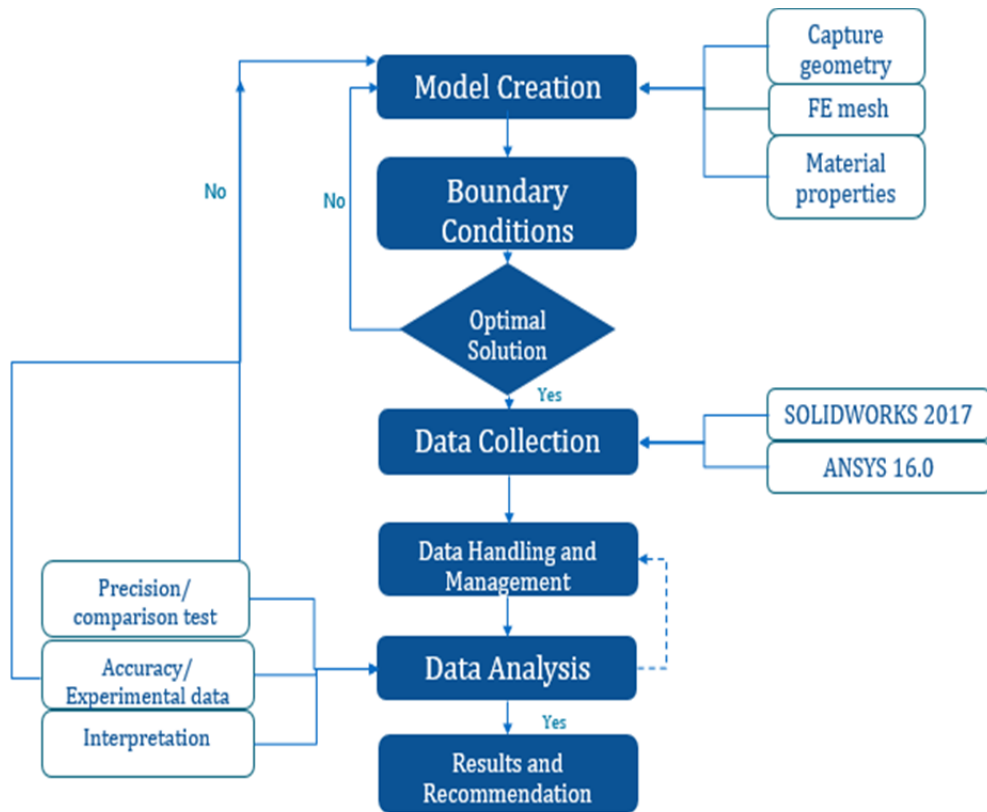 Model Creation
Capture
geometry
FE mesh
Material
properties
No
No
Boundary
Conditions
Optimal
Solution
Yes
Data Collection
SOLIDWORKS 2017
ANSYS 16.0
Data Handling and
Management
Precision/
comparison test
Accuracy/
Experimental data
Interpretation
Data Analysis
Yes
Results and
Recommendation